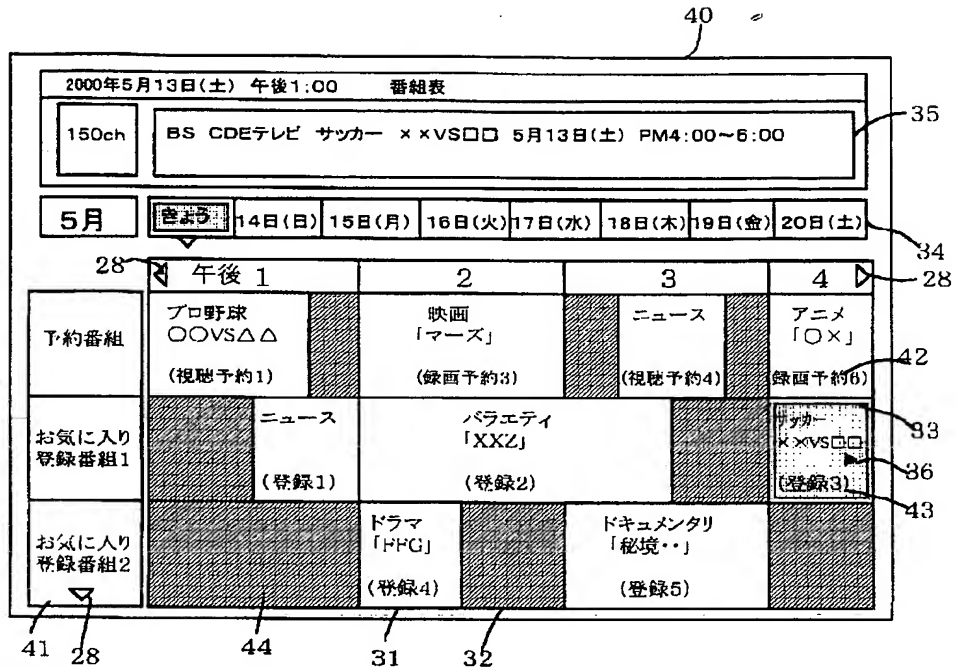 40
2000年5月13日(土) 午後1:00 番組表
150ch
BS CDEテレビ サッカー ××VS□□ 5月13日(土) PM4:00~6:00
35
5月
きょう 14日(日) 15日(月) 16日(火) 17日(水) 18日(木) 19日(金) 20日(土)
34
28
午後 1 2 3 4
28
予約番組
プロ野球
○○VS△△
(視聴予約1)
映画
「マーズ」
(録画予約3)
ニュース
(視聴予約4)
アニメ
「○×」
(録画予約6)
42
お気に入り
登録番組1
ニュース
(登録1)
バラエティ
「XXZ」
(登録2)
サッカー
××VS□□
(登録3)
33
36
43
お気に入り
登録番組2
ドラマ
「FFG」
(登録4)
ドキュメンタリ
「秘境・・」
(登録5)
41
28
44
31
32